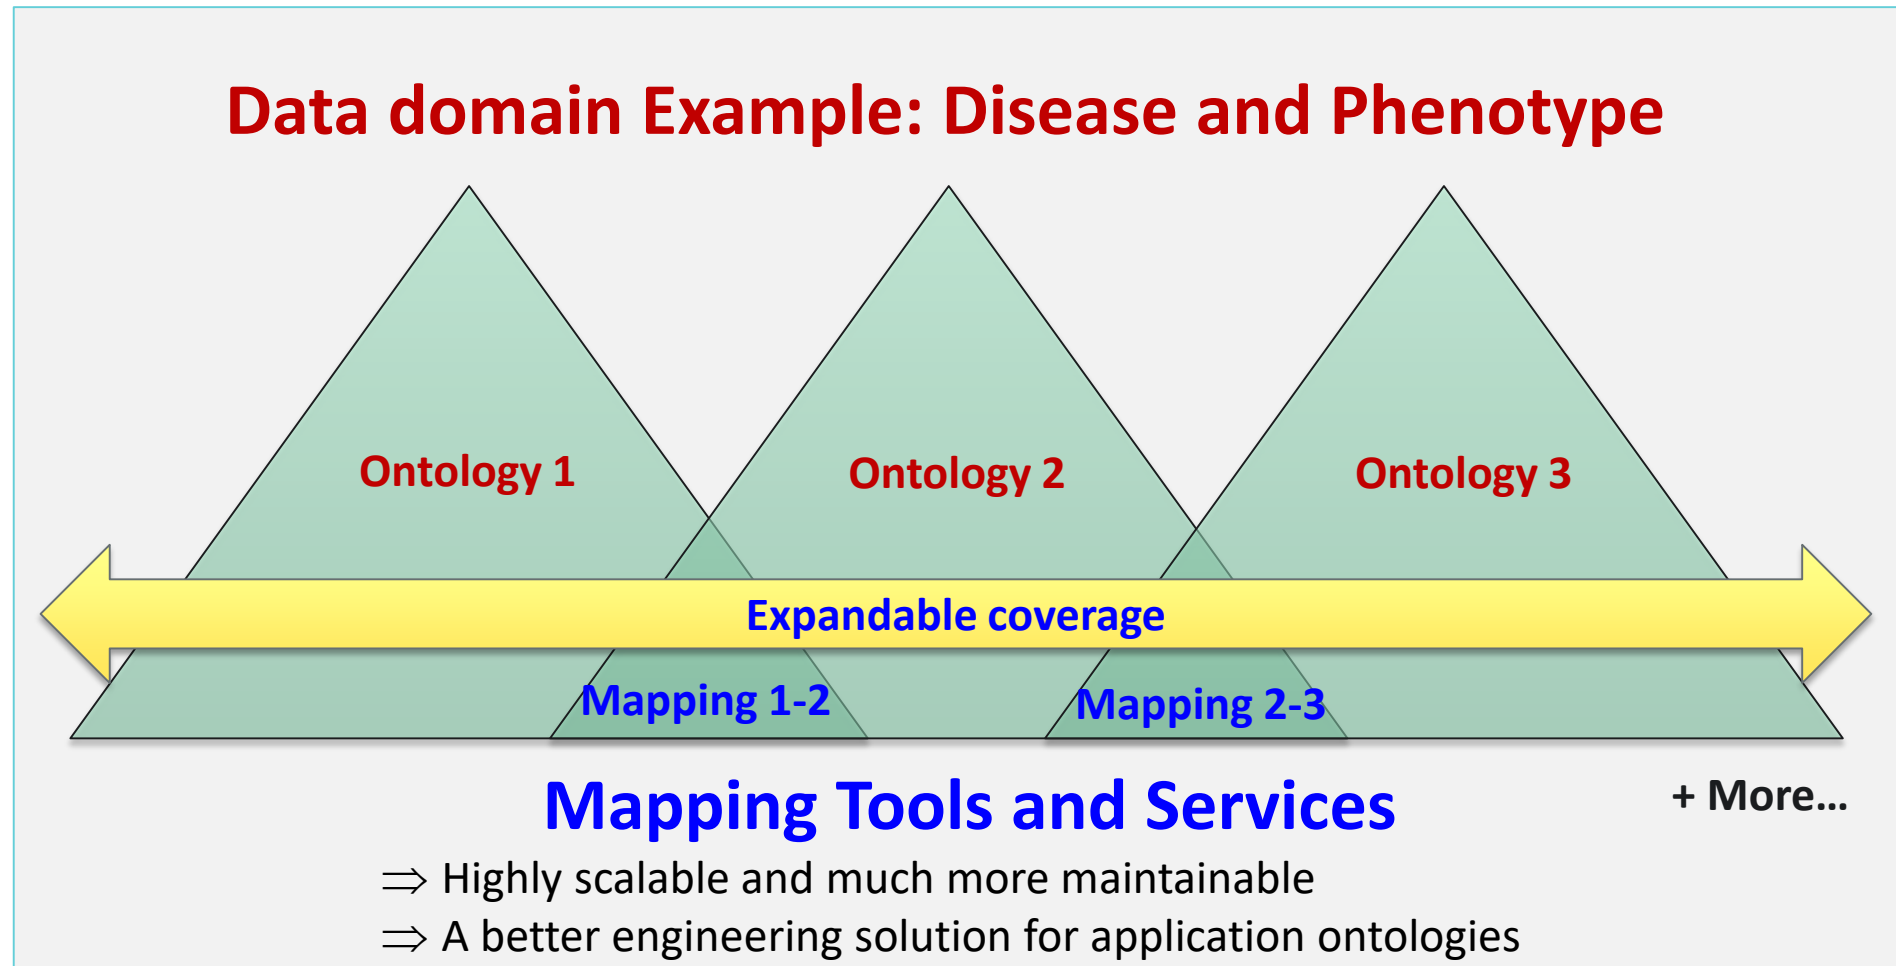 Data domain Example: Disease and Phenotype
Ontology 1
Ontology 2
Ontology 3
Expandable coverage
Mapping 1-2
Mapping 2-3
Mapping Tools and Services
+ More...
⇒ Highly scalable and much more maintainable
⇒ A better engineering solution for application ontologies